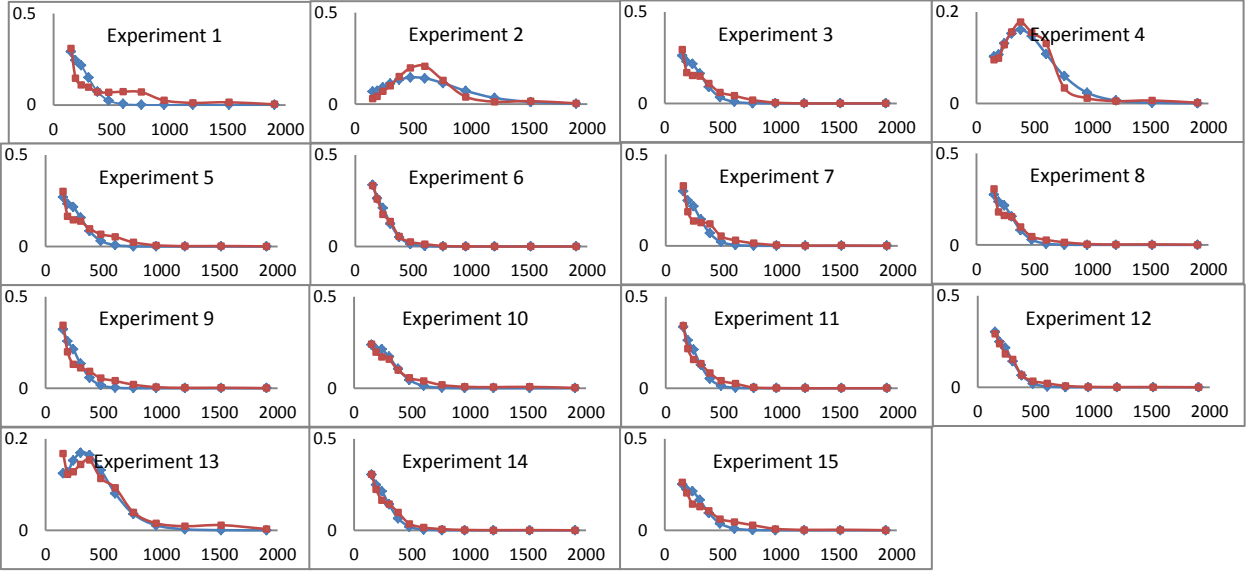 0.5
Experiment 1
0
0 500 1000 1500 2000
0.5
Experiment 2
0
0 500 1000 1500 2000
0.5
Experiment 3
0
0 500 1000 1500 2000
0.2
Experiment 4
0
0 500 1000 1500 2000
0.5
Experiment 5
0
0 500 1000 1500 2000
0.5
Experiment 6
0
0 500 1000 1500 2000
0.5
Experiment 7
0
0 500 1000 1500 2000
0.5
Experiment 8
0
0 500 1000 1500 2000
0.5
Experiment 9
0
0 500 1000 1500 2000
0.5
Experiment 10
0
0 500 1000 1500 2000
0.5
Experiment 11
0
0 500 1000 1500 2000
0.5
Experiment 12
0
0 500 1000 1500 2000
0.2
Experiment 13
0
0 500 1000 1500 2000
0.5
Experiment 14
0
0 500 1000 1500 2000
0.5
Experiment 15
0
0 500 1000 1500 2000